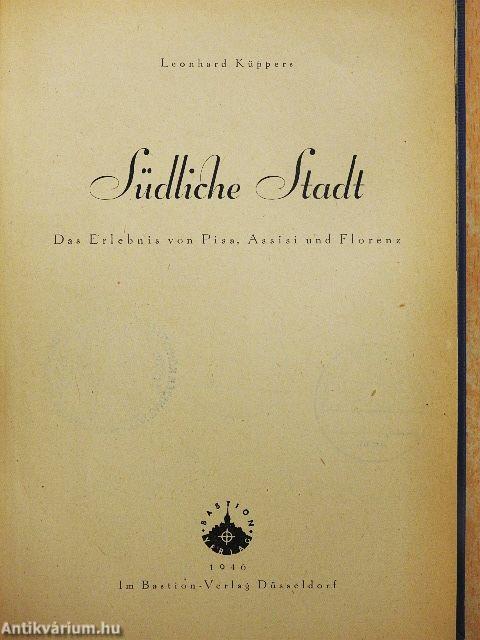 Leonhard Küppers
Südliche Stadt
Das Erlebnis von Pisa, Assisi und Florenz
BASTION
VERLAG
1946
Im Bastion-Verlag Düsseldorf
Antikvárium.hu